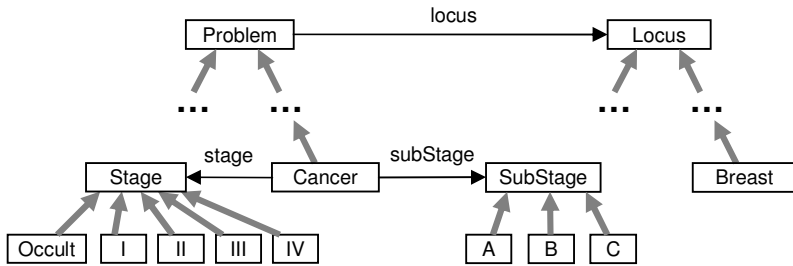 locus
Problem
Locus
... ... ... ...
stage
subStage
Stage
Cancer
SubStage
Breast
Occult
I
II
III
IV
A
B
C